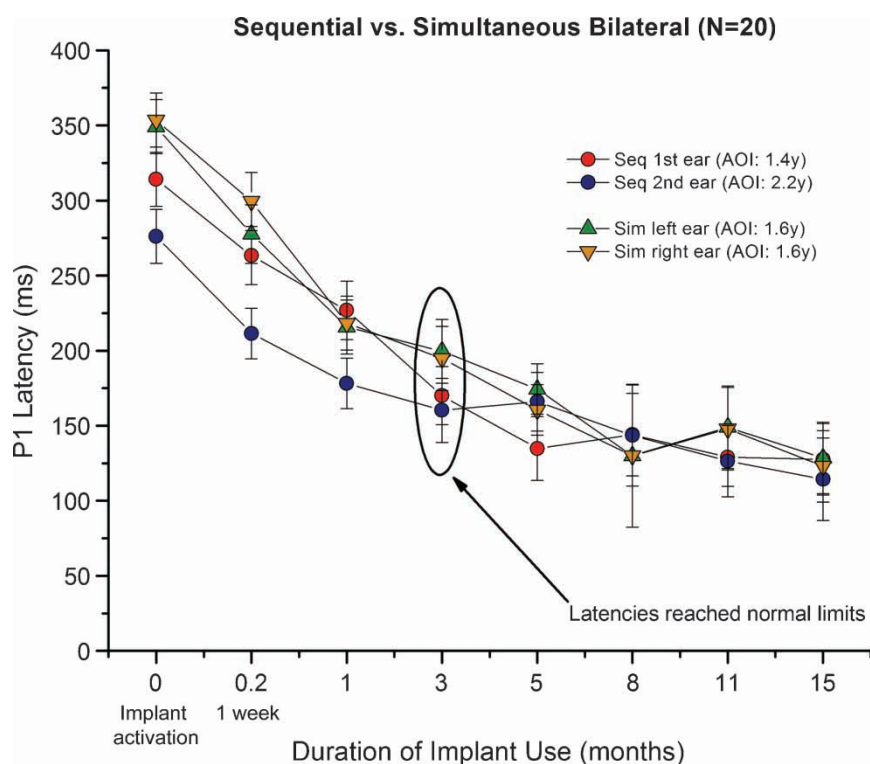 Sequential vs. Simultaneous Bilateral (N=20)
400
350
300
250
200
150
100
50
0
P1 Latency (ms)
Seq 1st ear (AOI: 1.4y)
Seq 2nd ear (AOI: 2.2y)
Sim left ear (AOI: 1.6y)
Sim right ear (AOI: 1.6y)
Latencies reached normal limits
0 0.2 1 3 5 8 11 15
Implant activation
1 week
Duration of Implant Use (months)